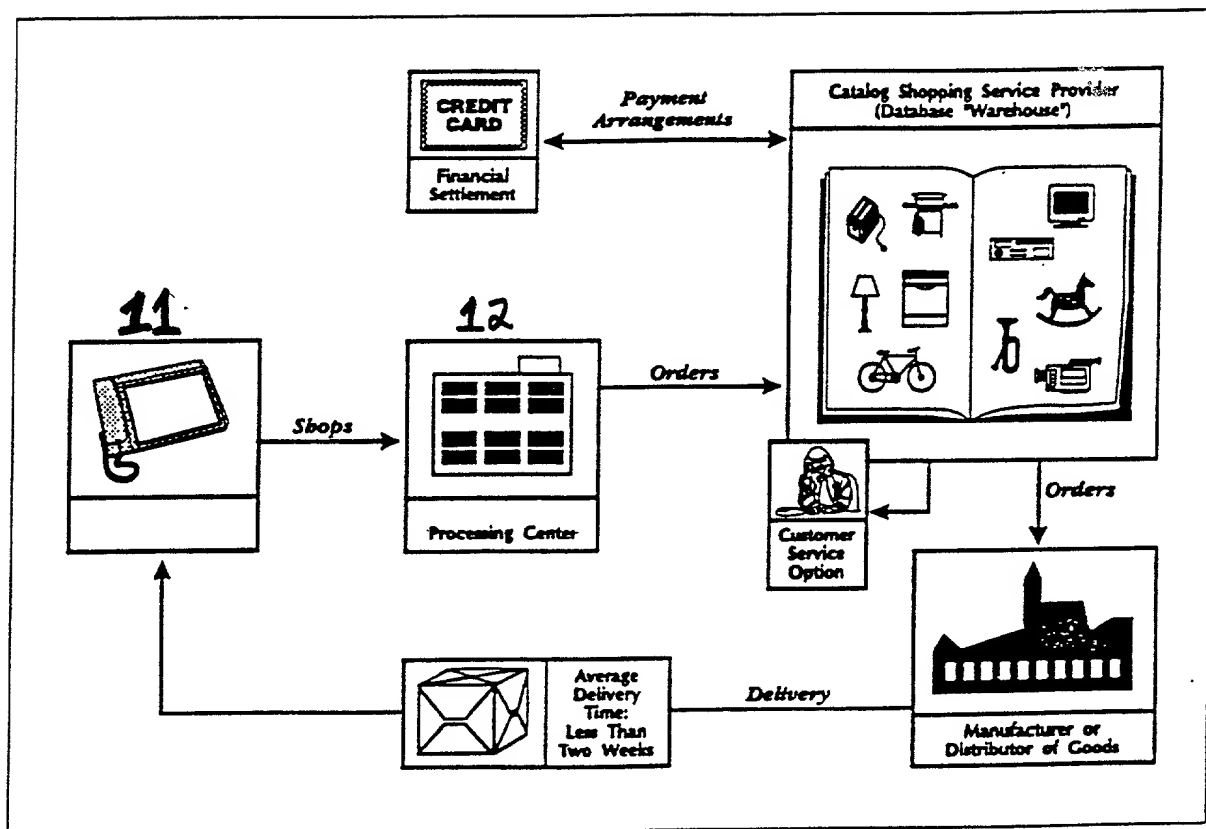 CREDIT
CARD
Financial
Settlement
Payment
Arrangements
Catalog Shopping Service Provider
(Database "Warehouse")
11
12
Shops
Processing Center
Orders
Customer
Service
Option
Orders
Average
Delivery
Time:
Less Than
Two Weeks
Delivery
Manufacturer or
Distributor of Goods